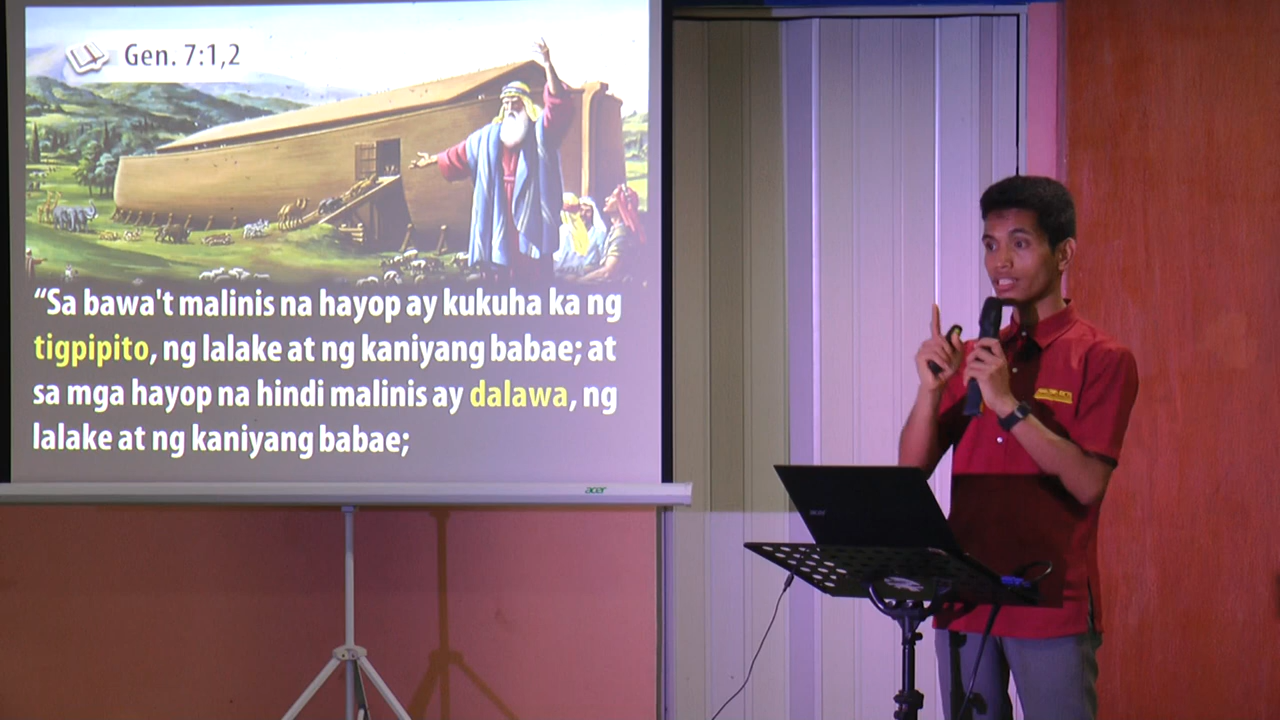 Gen. 7:1,2
“Sa bawa't malinis na hayop ay kukuha ka ng
tigpipito, ng lalake at ng kaniyang babae; at
sa mga hayop na hindi malinis ay dalawa, ng
lalake at ng kaniyang babae;
acer